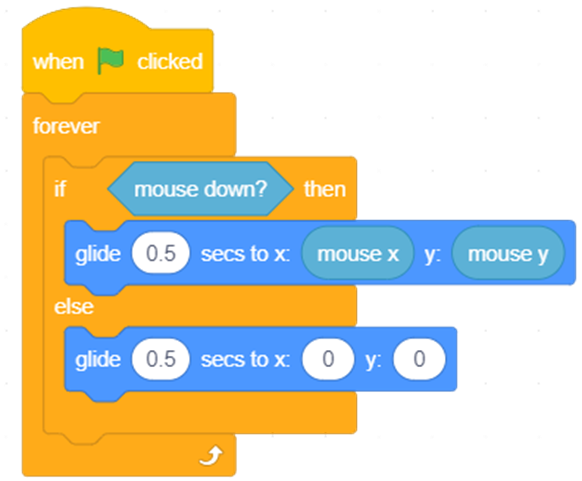 when clicked
forever
if mouse down? then
glide 0.5 secs to x: mouse x y: mouse y
else
glide 0.5 secs to x: 0 y: 0